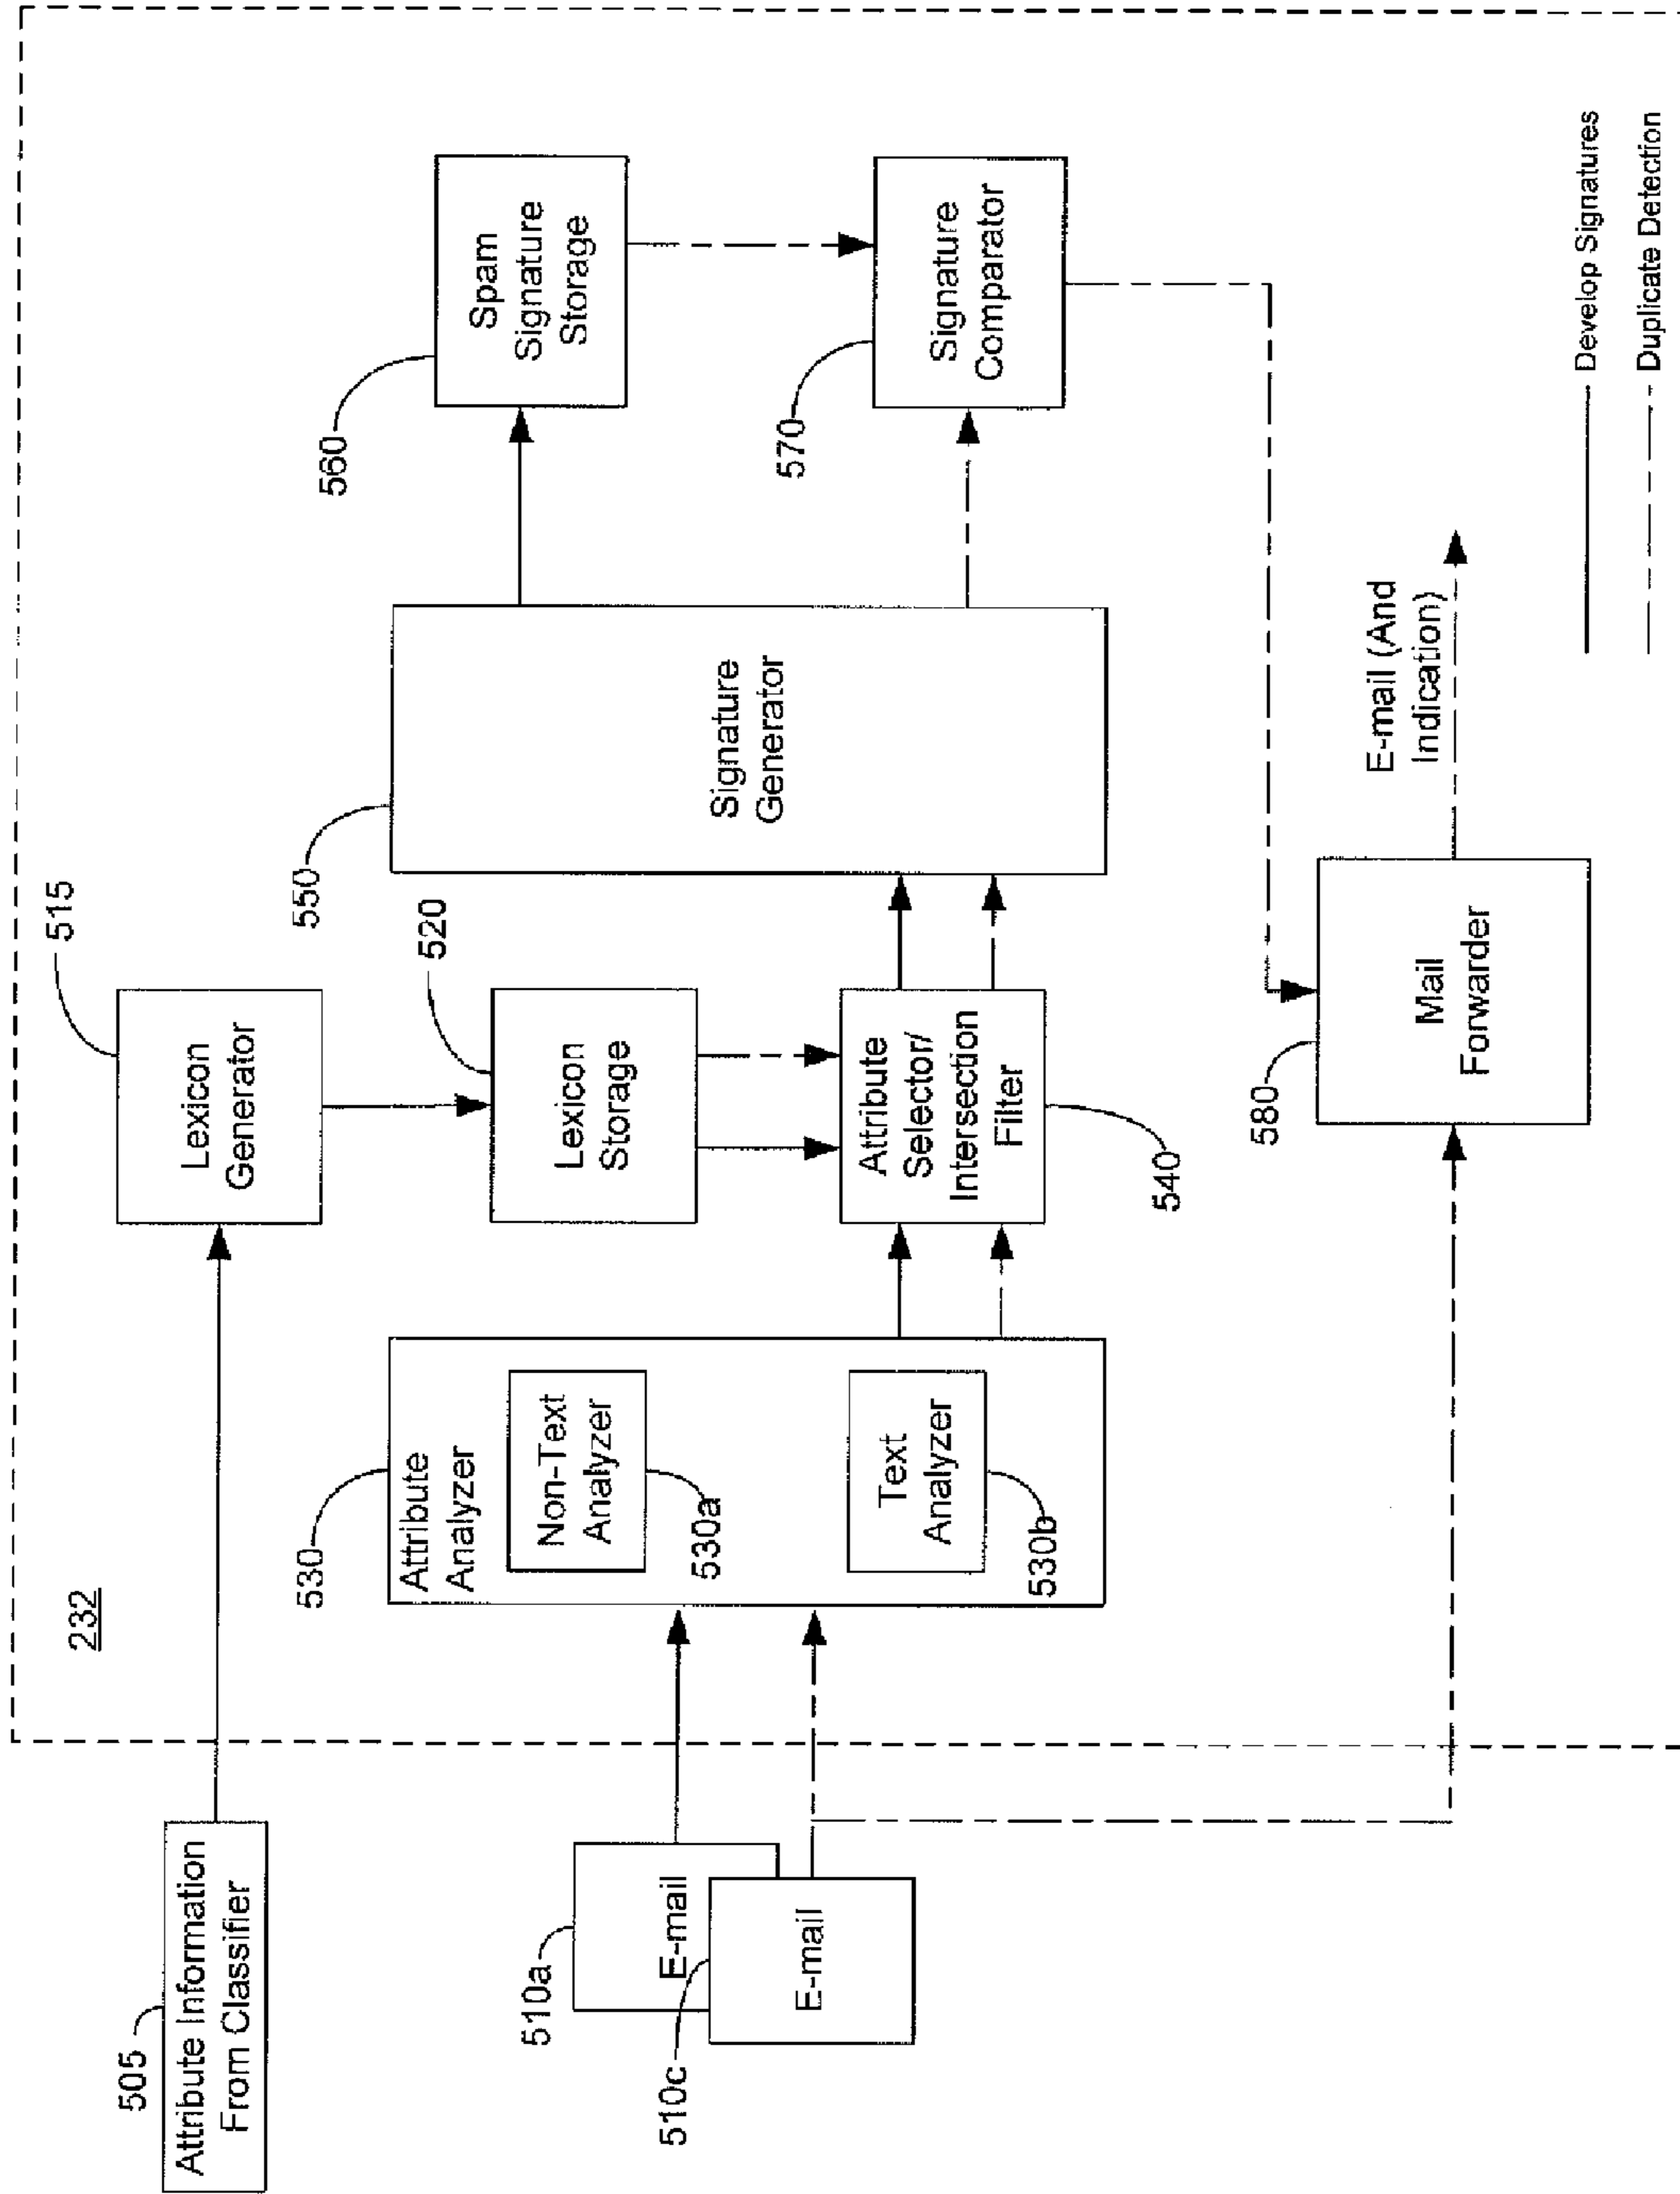 232
505
Attribute Information
From Classifier
515
Lexicon
Generator
520
Lexicon
Storage
510a
E-mail
510c
E-mail
530
Attribute
Analyzer
Non-Text
Analyzer
530a
Text
Analyzer
530b
Attribute
Selector/
Intersection
Filter
540
550
Signature
Generator
560
Spam
Signature
Storage
570
Signature
Comparator
580
Mail
Forwarder
E-mail (And
Indication)
Develop Signatures
Duplicate Detection